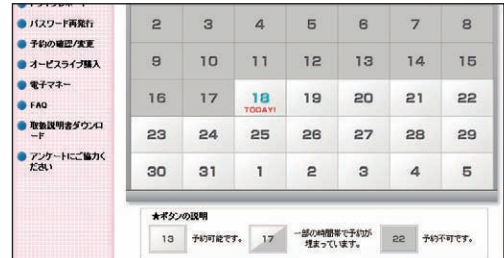 パスワード再発行
予約の確認/変更
オービスライブ購入
電子マネー
FAQ
取扱説明書ダウンロ
ード
アンケートにご協力く
ださい
2 3 4 5 6 7 8
9 10 11 12 13 14 15
16 17 18 19 20 21 22
TODAY!
23 24 25 26 27 28 29
30 31 1 2 3 4 5
★ボタンの説明
13 予約可能です。 17 一部の時間帯で予約が
埋まっています。 22 予約不可です。